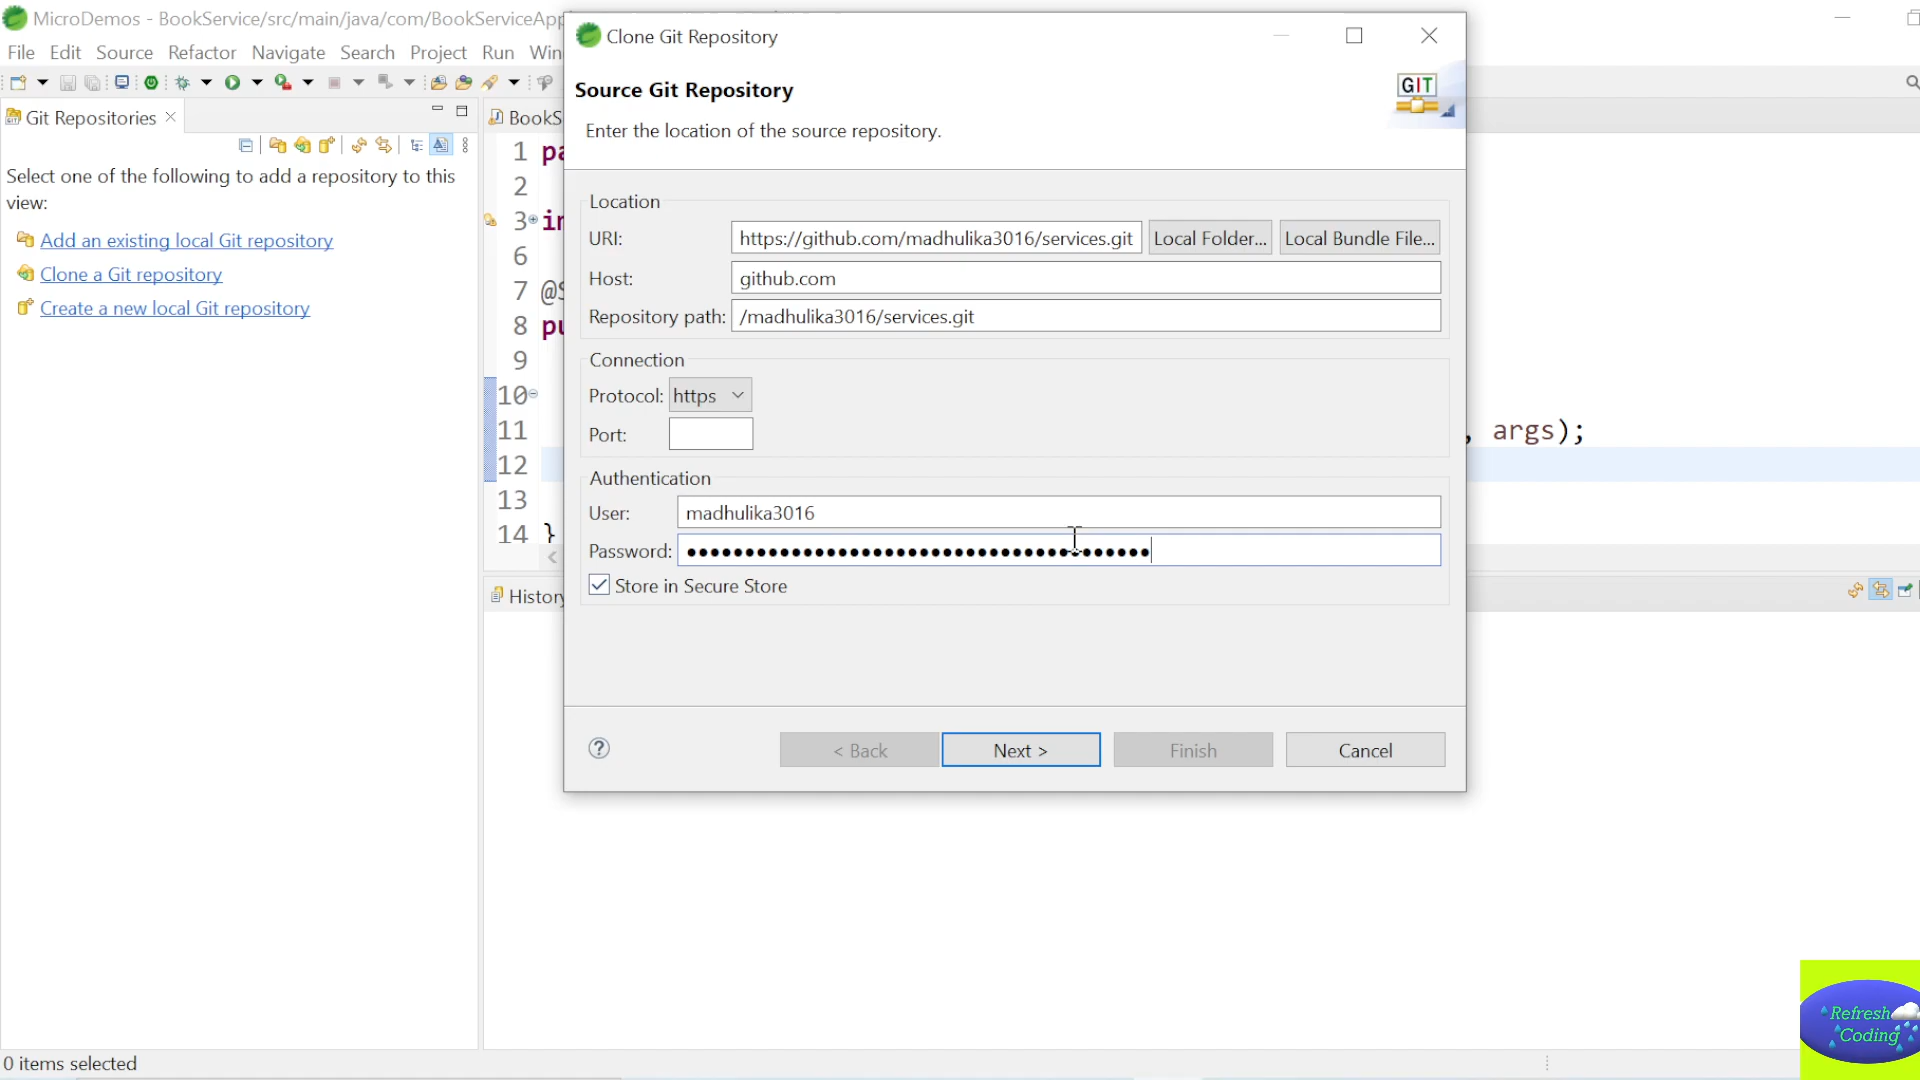 MicroDemos - BookService/src/main/java/com/BookServiceApp
File Edit Source Refactor Navigate Search Project Run Win
Git Repositories
Select one of the following to add a repository to this
view:
Add an existing local Git repository
Clone a Git repository
Create a new local Git repository
BookS
1 pa
2
3 in
6
7 @S
8 pu
9
10
11 , args);
12
13
14 }
History
Clone Git Repository
Source Git Repository
Enter the location of the source repository.
GIT
Location
URI: https://github.com/madhulika3016/services.git Local Folder... Local Bundle File...
Host: github.com
Repository path: /madhulika3016/services.git
Connection
Protocol: https
Port:
Authentication
User: madhulika3016
Password: ●●●●●●●●●●●●●●●●●●●●●●●●●●●●●●●●●●●●●●●●
Store in Secure Store
< Back Next > Finish Cancel
0 items selected
Refresh
Coding